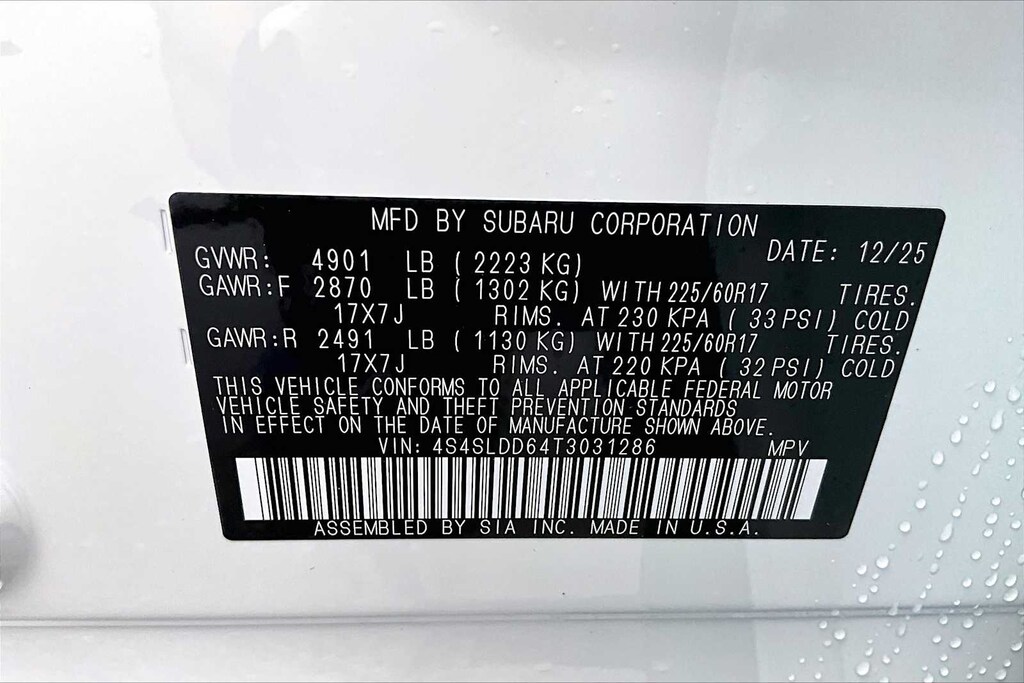 MFD BY SUBARU CORPORATION
DATE: 12/25
GVWR: 4901 LB (2223 KG)
GAWR:F 2870 LB (1302 KG) WITH 225/60R17 TIRES.
17X7J RIMS. AT 230 KPA (33 PSI) COLD
GAWR:R 2491 LB (1130 KG) WITH 225/60R17 TIRES.
17X7J RIMS. AT 220 KPA (32 PSI) COLD
THIS VEHICLE CONFORMS TO ALL APPLICABLE FEDERAL MOTOR
VEHICLE SAFETY AND THEFT PREVENTION STANDARDS
IN EFFECT ON THE DATE OF MANUFACTURE SHOWN ABOVE.
VIN: 4S4SLDD64T3031286 MPV
ASSEMBLED BY SIA INC. MADE IN U.S.A.